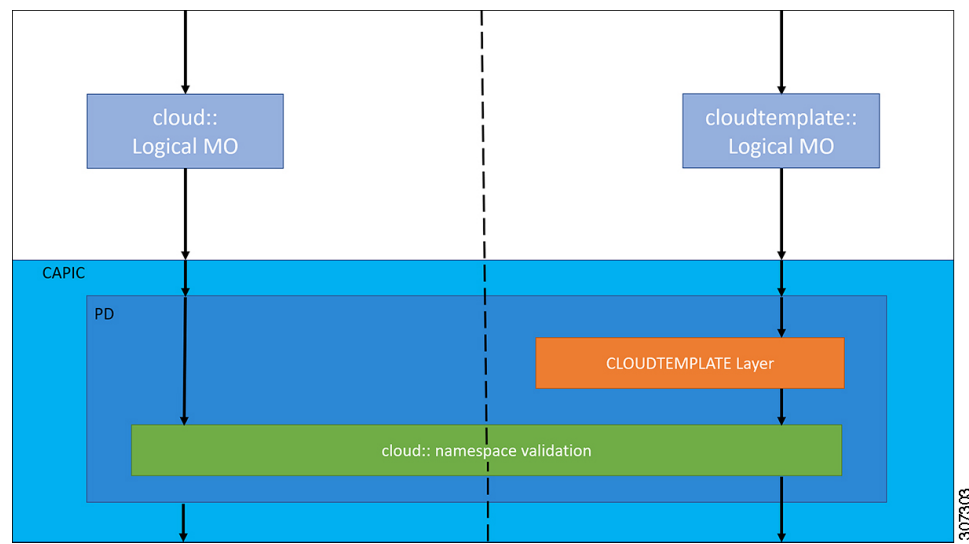 cloud::
Logical MO
cloudtemplate::
Logical MO
CAPIC
PD
CLOUDTEMPLATE Layer
cloud:: namespace validation
307303